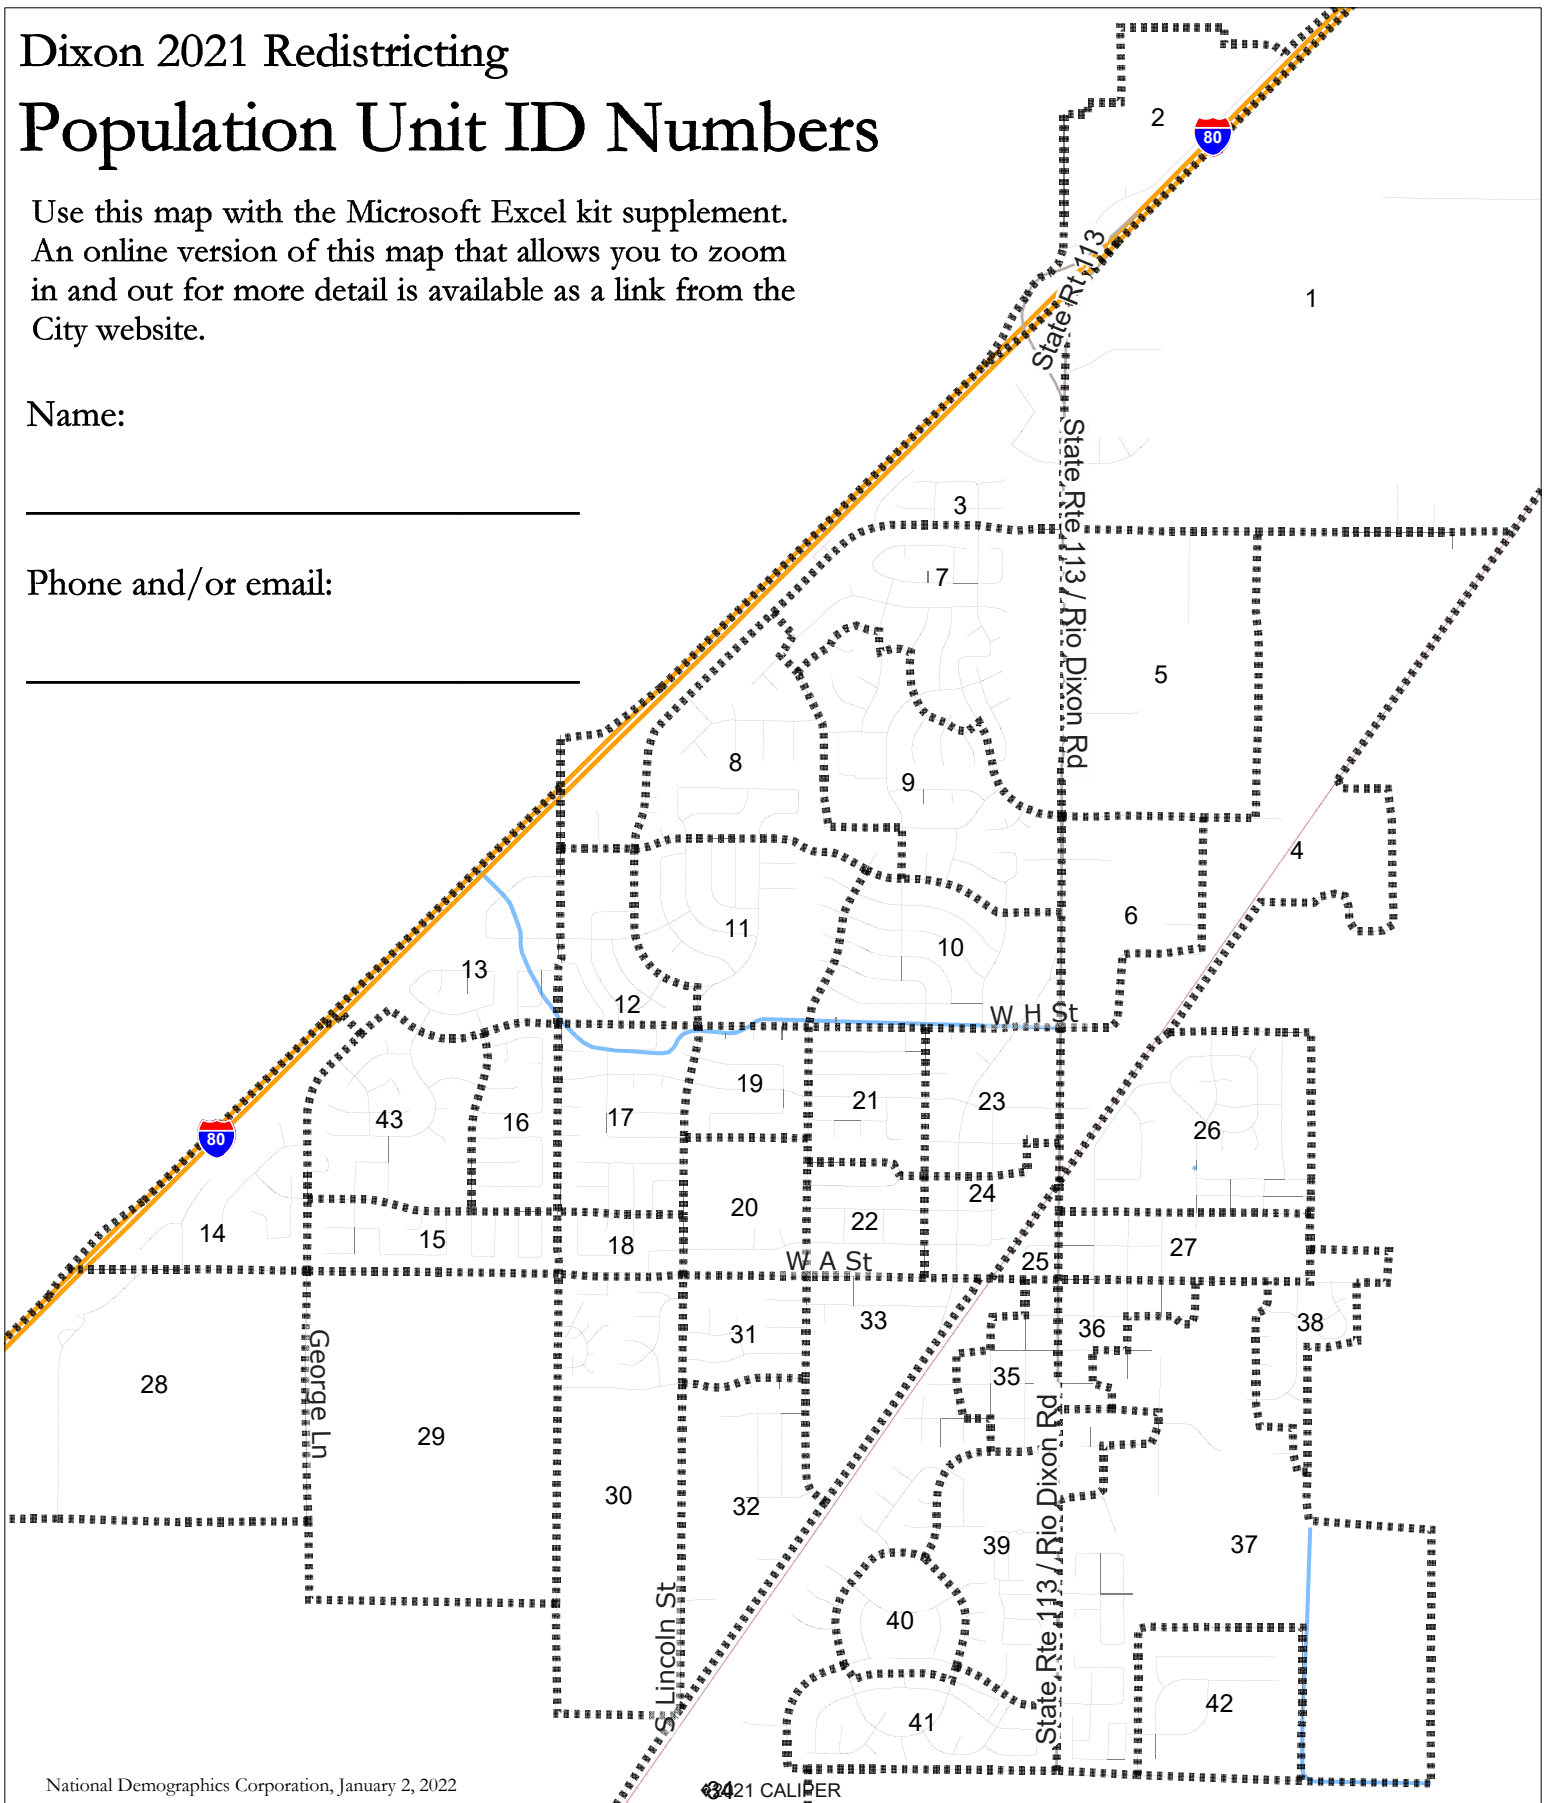 Dixon 2021 Redistricting
Population Unit ID Numbers
Use this map with the Microsoft Excel kit supplement.
An online version of this map that allows you to zoom
in and out for more detail is available as a link from the
City website.
Name:
Phone and/or email:
2
80
State Rt 113
1
State Rte 113 / Rio Dixon Rd
3
7
5
8
9
4
6
11
10
13
12
W H St
19
21
23
43
16
17
26
80
20
24
14
15
18
22
W A St
25
27
31
33
36
38
George Ln
28
35
29
30
32
State Rte 113 / Rio Dixon Rd
39
37
S Lincoln St
40
42
41
National Demographics Corporation, January 2, 2022
34
2021 CALIPER